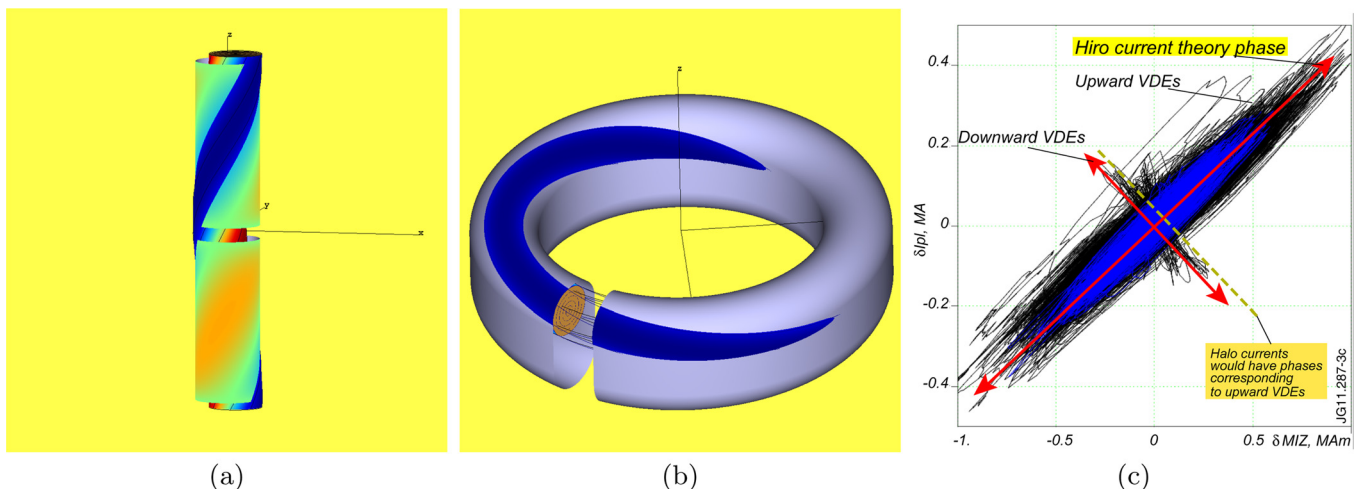 z
Y
x
z
Hiro current theory phase
Upward VDEs
Downward VDEs
0.4
0.2
0
-0.2
-0.4
δIpl, MA
Halo currents
would have phases
corresponding
to upward VDEs
JG11.287-3c
-1.
-0.5
0
0.5
δ MIZ, MAm
(a)
(b)
(c)